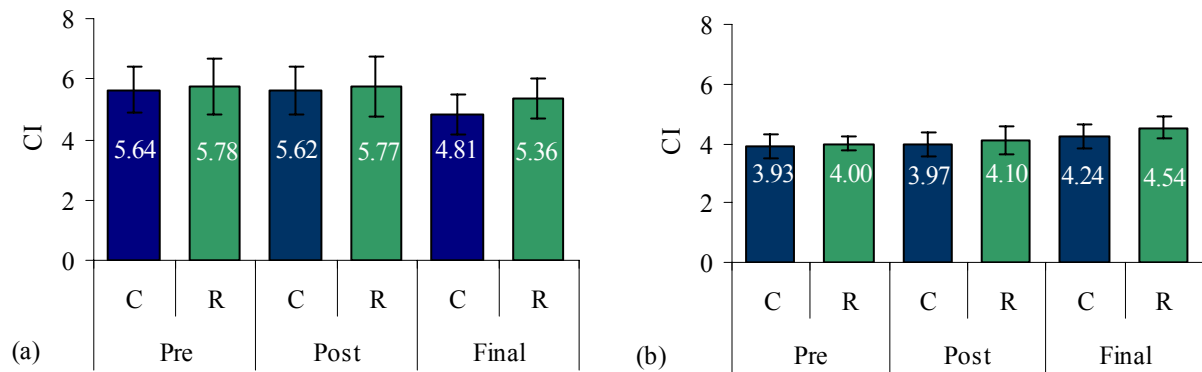 8
6
4
2
0
CI
5.64 5.78 5.62 5.77 4.81 5.36
C R C R C R
Pre Post Final
(a)
8
6
4
2
0
CI
3.93 4.00 3.97 4.10 4.24 4.54
C R C R C R
Pre Post Final
(b)